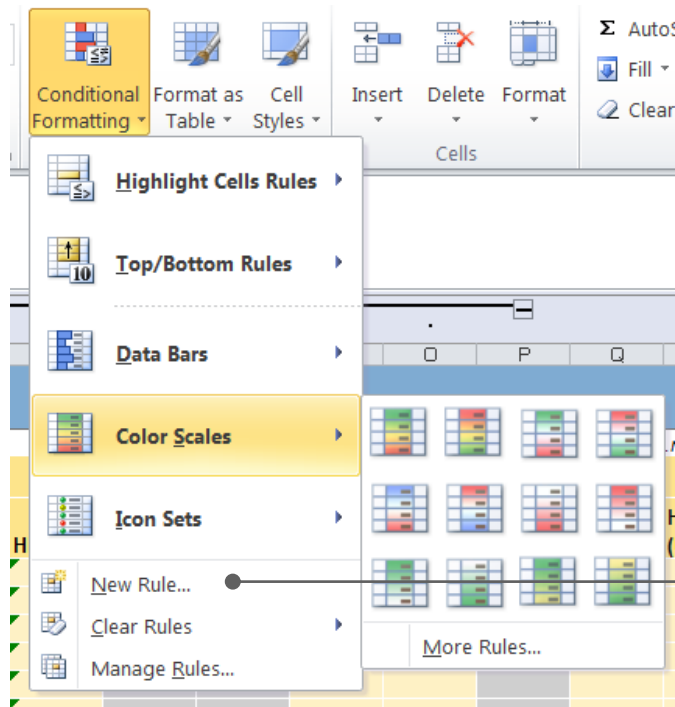 Σ AutoS
Fill
Clear
Conditional Formatting
Format as Table
Cell Styles
Insert
Delete
Format
Cells
Highlight Cells Rules
Top/Bottom Rules
10
Data Bars
O P Q
Color Scales
Icon Sets
H
H
(
New Rule...
Clear Rules
More Rules...
Manage Rules...